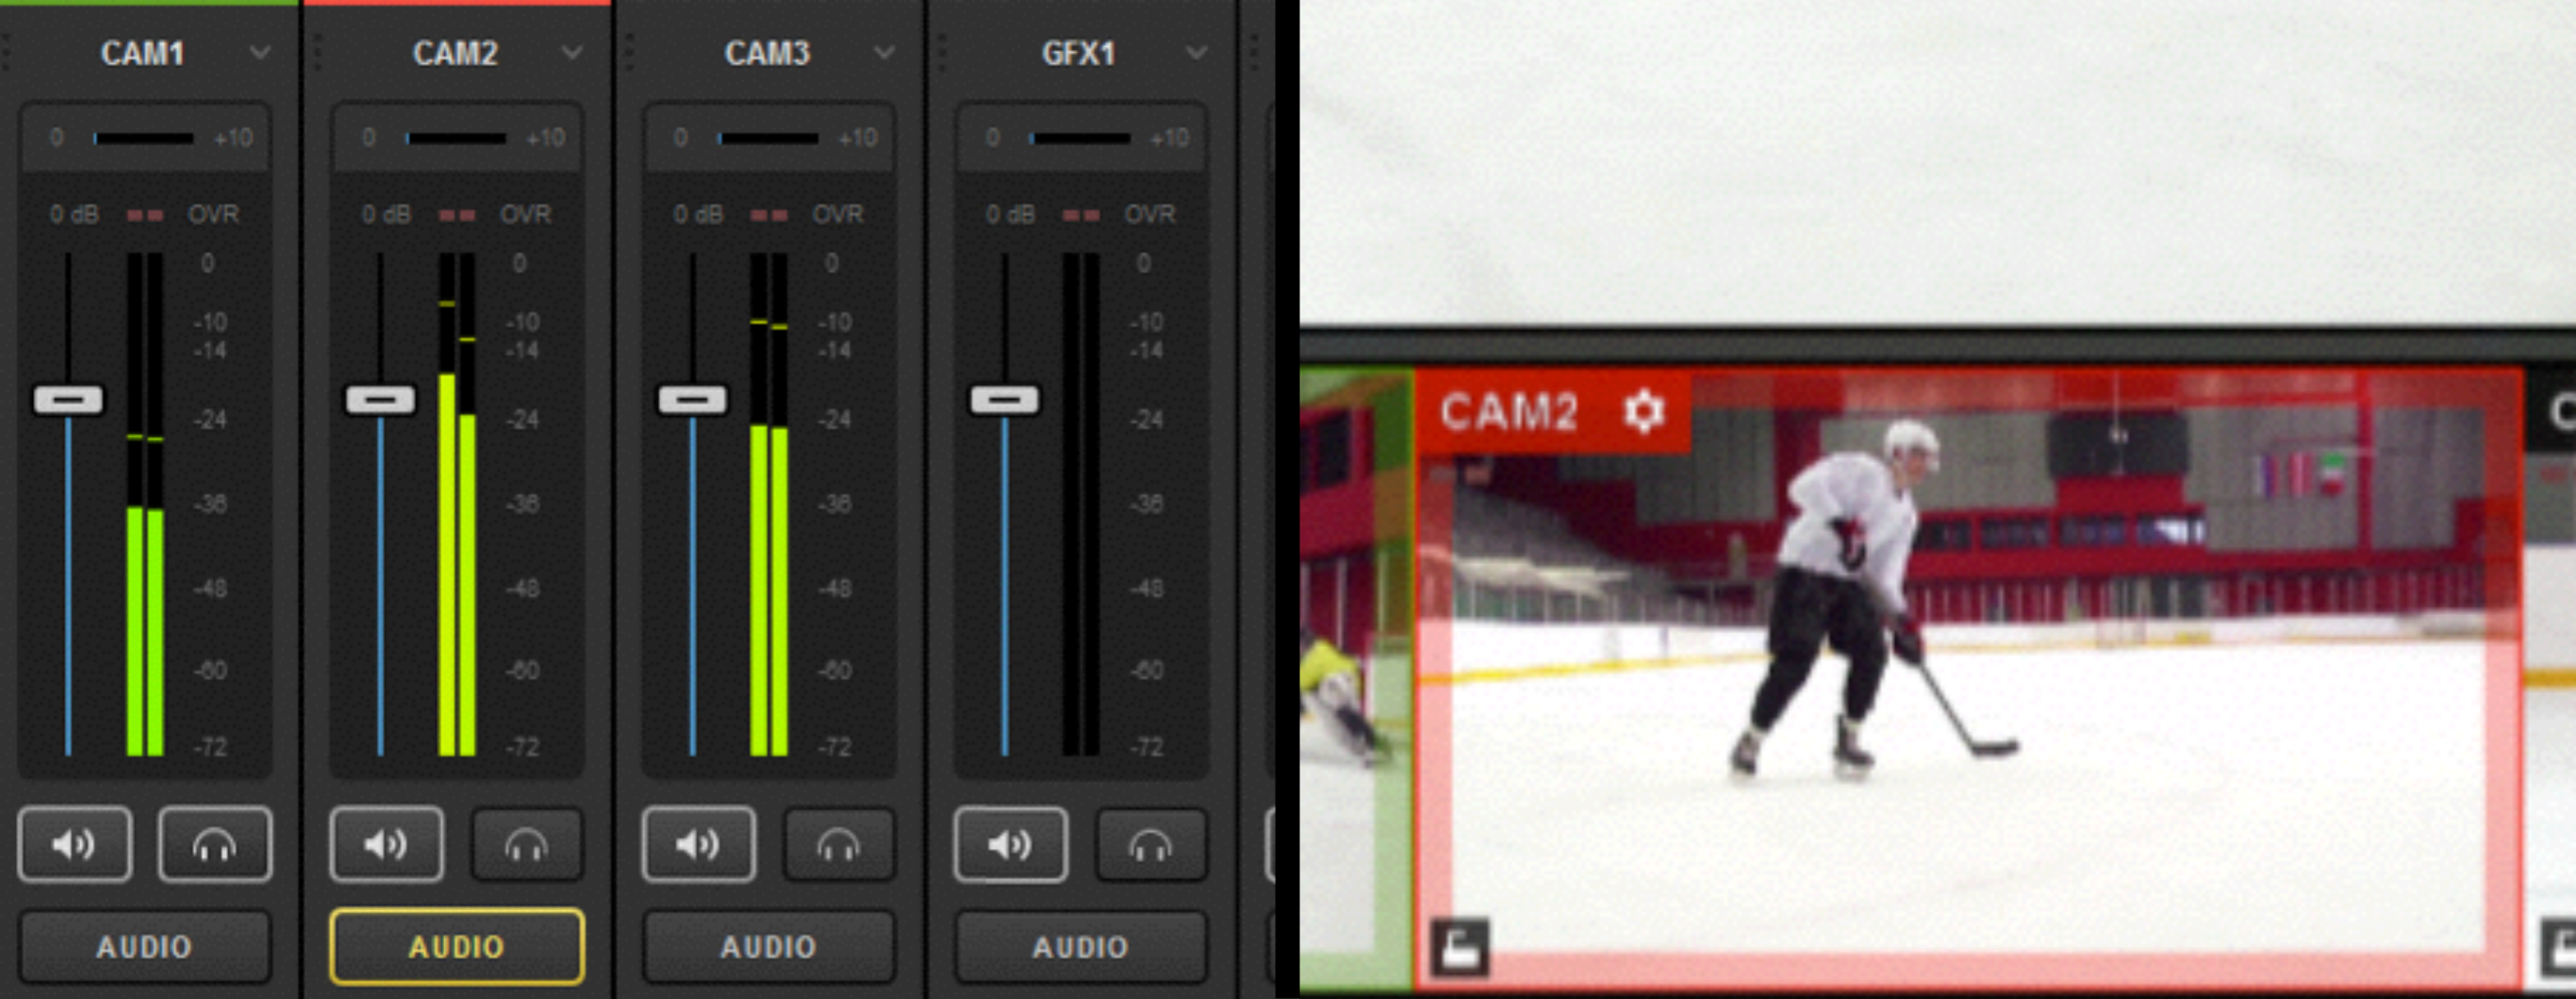 CAM1 CAM2 CAM3 GFX1
0 +10 0 +10 0 +10 0 +10
0 dB OVR 0 dB OVR 0 dB OVR 0 dB OVR
0 0 0 0
-10 -10 -10 -10
-14 -14 -14 -14
-24 -24 -24 -24
-36 -36 -36 -36
-48 -48 -48 -48
-60 -60 -60 -60
-72 -72 -72 -72
AUDIO AUDIO AUDIO AUDIO
CAM2